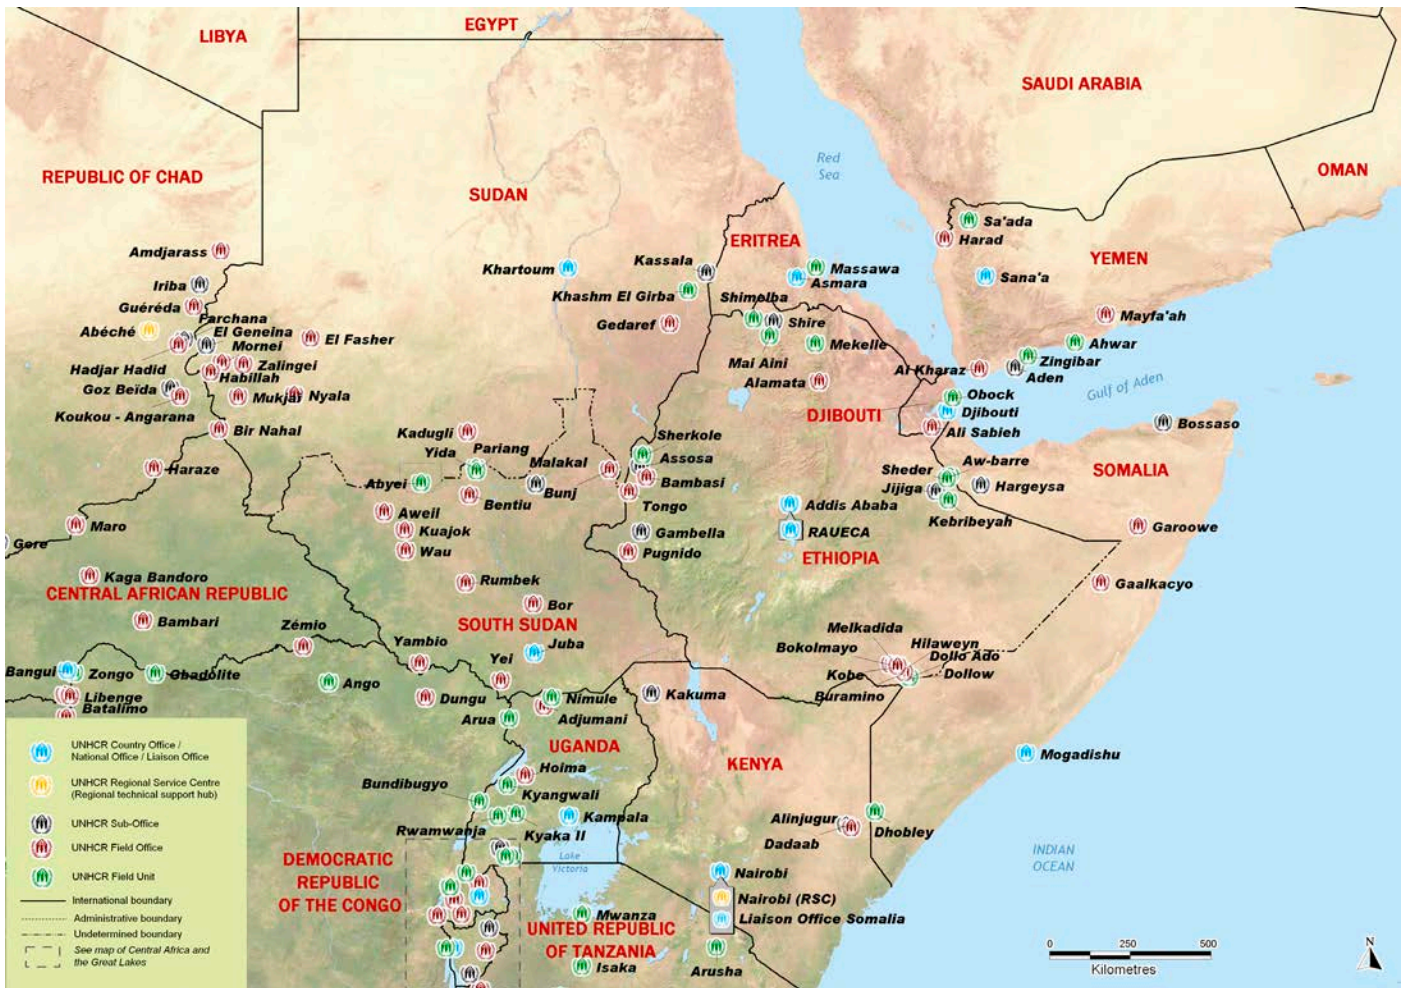 LIBYA
EGYPT
SAUDI ARABIA
OMAN
REPUBLIC OF CHAD
SUDAN
Red
Sea
ERITREA
YEMEN
Sa'ada
Harad
Sana'a
Amdjarass
Iriba
Guéréda
Farchana
Abéché
El Geneina
Mornei
El Fasher
Hadjar Hadid
Zalingei
Habillah
Goz Beïda
Mukjar
Nyala
Koukou - Angarana
Bir Nahal
Haraze
Khartoum
Kassala
Khashm El Girba
Gedaref
Massawa
Asmara
Shimelba
Shire
Mai Aini
Mekelle
Alamata
Mayfa'ah
Ahwar
Zingibar
Aden
Al Kharaz
Gulf of Aden
DJIBOUTI
Obock
Djibouti
Ali Sabieh
Bossaso
SOMALIA
Kadugli
Yida
Pariang
Malakal
Sherkole
Assosa
Bambasi
Abyei
Bentiu
Bunj
Tongo
Sheder
Aw-barre
Jijiga
Hargeysa
Kebribeyah
Garoowe
Maro
Gore
Aweil
Kuajok
Wau
Gambella
Pugnido
Addis Ababa
RAUECA
ETHIOPIA
Gaalkacyo
Kaga Bandoro
CENTRAL AFRICAN REPUBLIC
Bambari
Rumbek
Bor
SOUTH SUDAN
Juba
Zémio
Yambio
Yei
Melkadida
Bokolmayo
Hilaweyn
Dollo Ado
Kobe
Dollow
Buramino
Bangui
Zongo
Gbadolite
Libenge
Batalimo
Ango
Dungu
Nimule
Adjumani
Arua
Kakuma
UGANDA
KENYA
Mogadishu
Hoima
Bundibugyo
Kyangwali
Rwamwanja
Kyaka II
Kampala
Alinjugur
Dadaab
Dhobley
DEMOCRATIC
REPUBLIC
OF THE CONGO
Lake
Victoria
Nairobi
Nairobi (RSC)
Liaison Office Somalia
INDIAN
OCEAN
Mwanza
UNITED REPUBLIC
OF TANZANIA
Isaka
Arusha
UNHCR Country Office /
National Office / Liaison Office
UNHCR Regional Service Centre
(Regional technical support hub)
UNHCR Sub-Office
UNHCR Field Office
UNHCR Field Unit
International boundary
Administrative boundary
Undetermined boundary
See map of Central Africa and
the Great Lakes
0 250 500
Kilometres
N